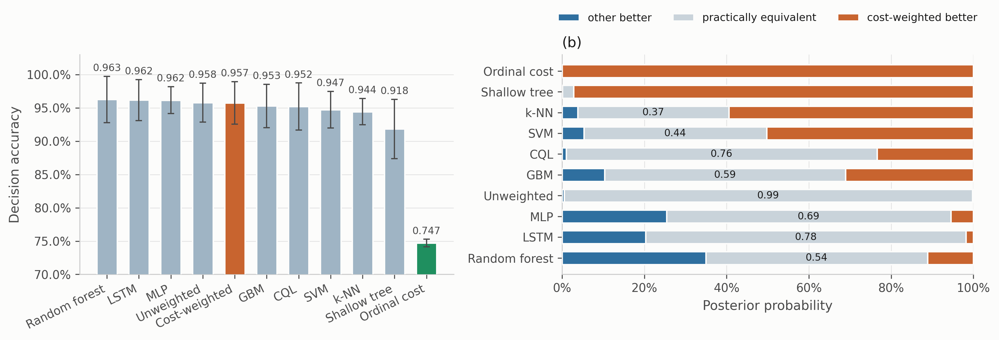 other better
practically equivalent
cost-weighted better
(b)
Decision accuracy
100.0%
95.0%
90.0%
85.0%
80.0%
75.0%
70.0%
0.963
0.962
0.962
0.958
0.957
0.953
0.952
0.947
0.944
0.918
0.747
Random forest
LSTM
MLP
Unweighted
Cost-weighted
GBM
CQL
SVM
k-NN
Shallow tree
Ordinal cost
Ordinal cost
Shallow tree
k-NN 0.37
SVM 0.44
CQL 0.76
GBM 0.59
Unweighted 0.99
MLP 0.69
LSTM 0.78
Random forest 0.54
0% 20% 40% 60% 80% 100%
Posterior probability